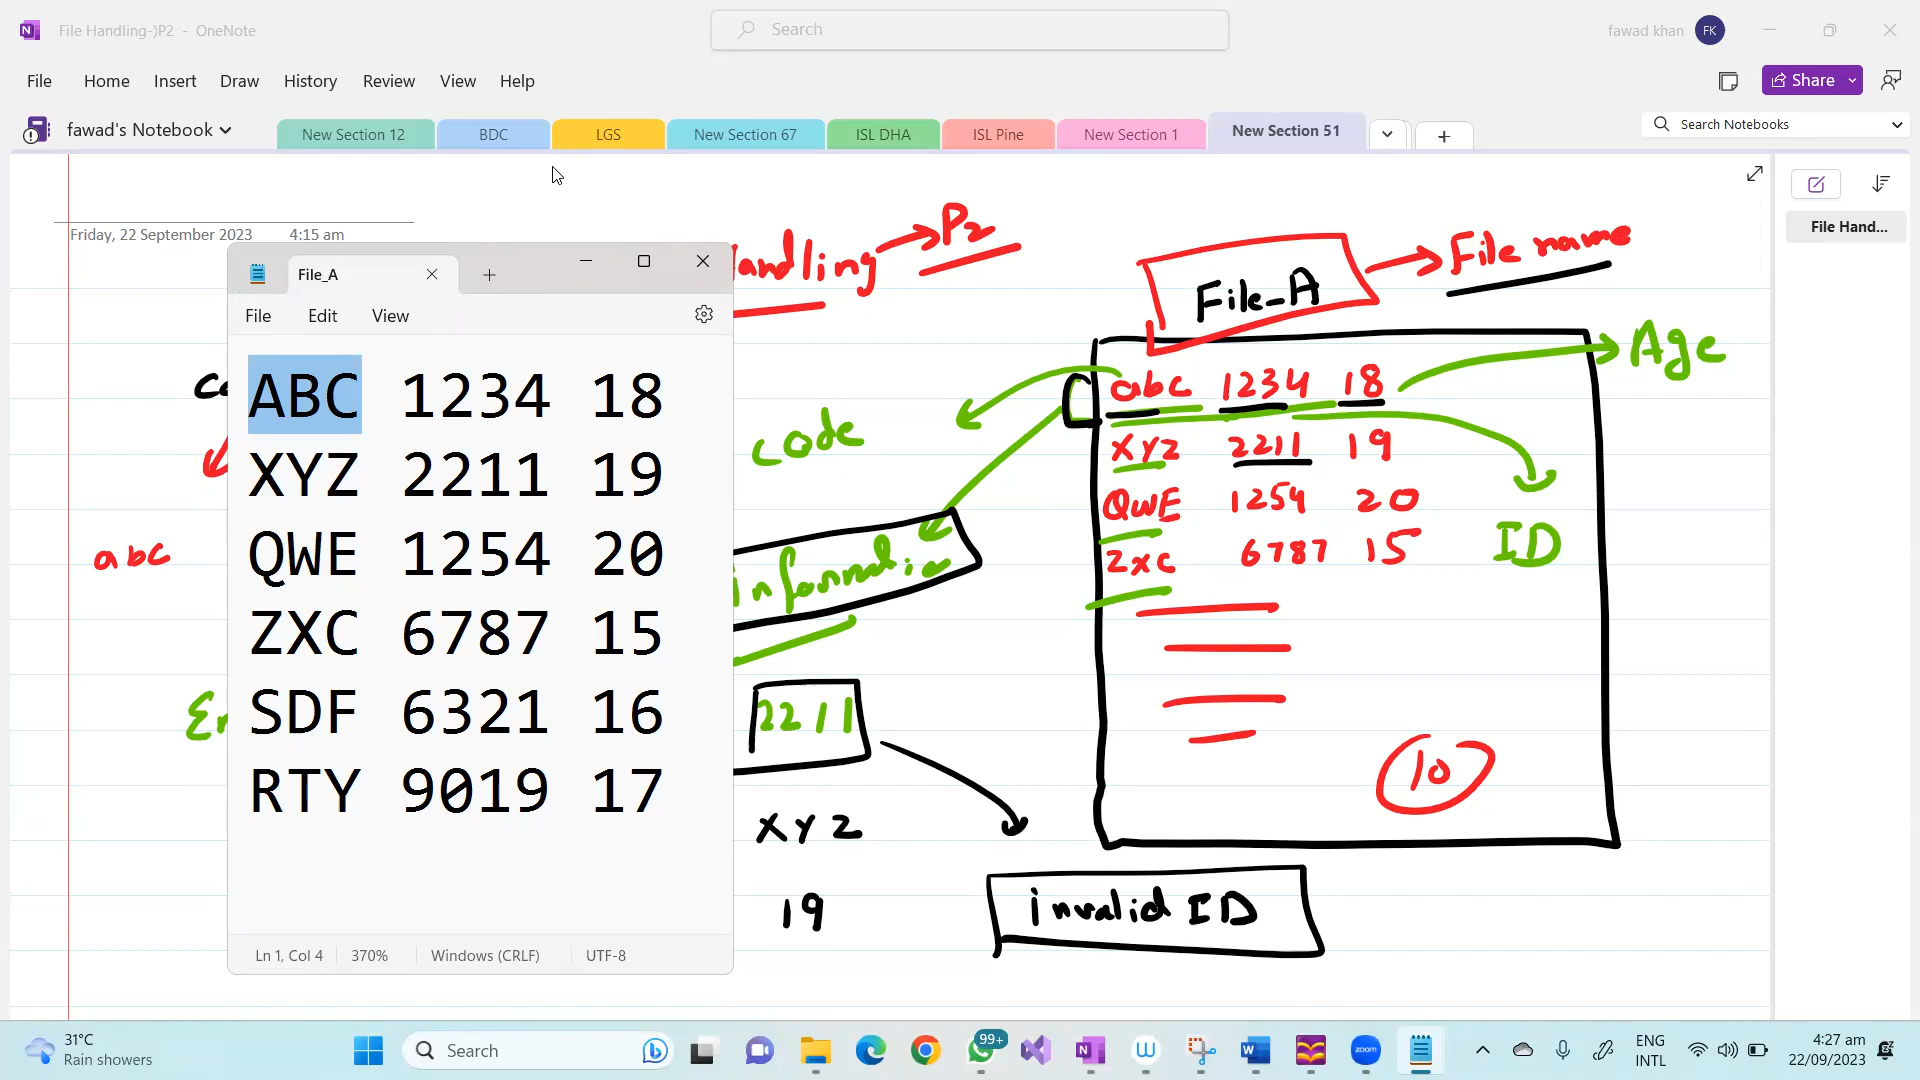 File Handling-)P2 - OneNote
Search
fawad khan
FK
File Home Insert Draw History Review View Help
Share
fawad's Notebook
New Section 12
BDC
LGS
New Section 67
ISL DHA
ISL Pine
New Section 1
New Section 51
Search Notebooks
File Hand...
Friday, 22 September 2023 4:15 am
andling P2
File_A
File name
abc 1234 18
Age
XYZ 2211 19
QWE 1254 20
ZXC 6787 15
ID
10
code
abc
information
En
2211
XYZ
19
invalid ID
File_A
File Edit View
ABC 1234 18
XYZ 2211 19
QWE 1254 20
ZXC 6787 15
SDF 6321 16
RTY 9019 17
Ln 1, Col 4
370%
Windows (CRLF)
UTF-8
31°C
Rain showers
Search
99+
zoom
ENG
INTL
4:27 am
22/09/2023